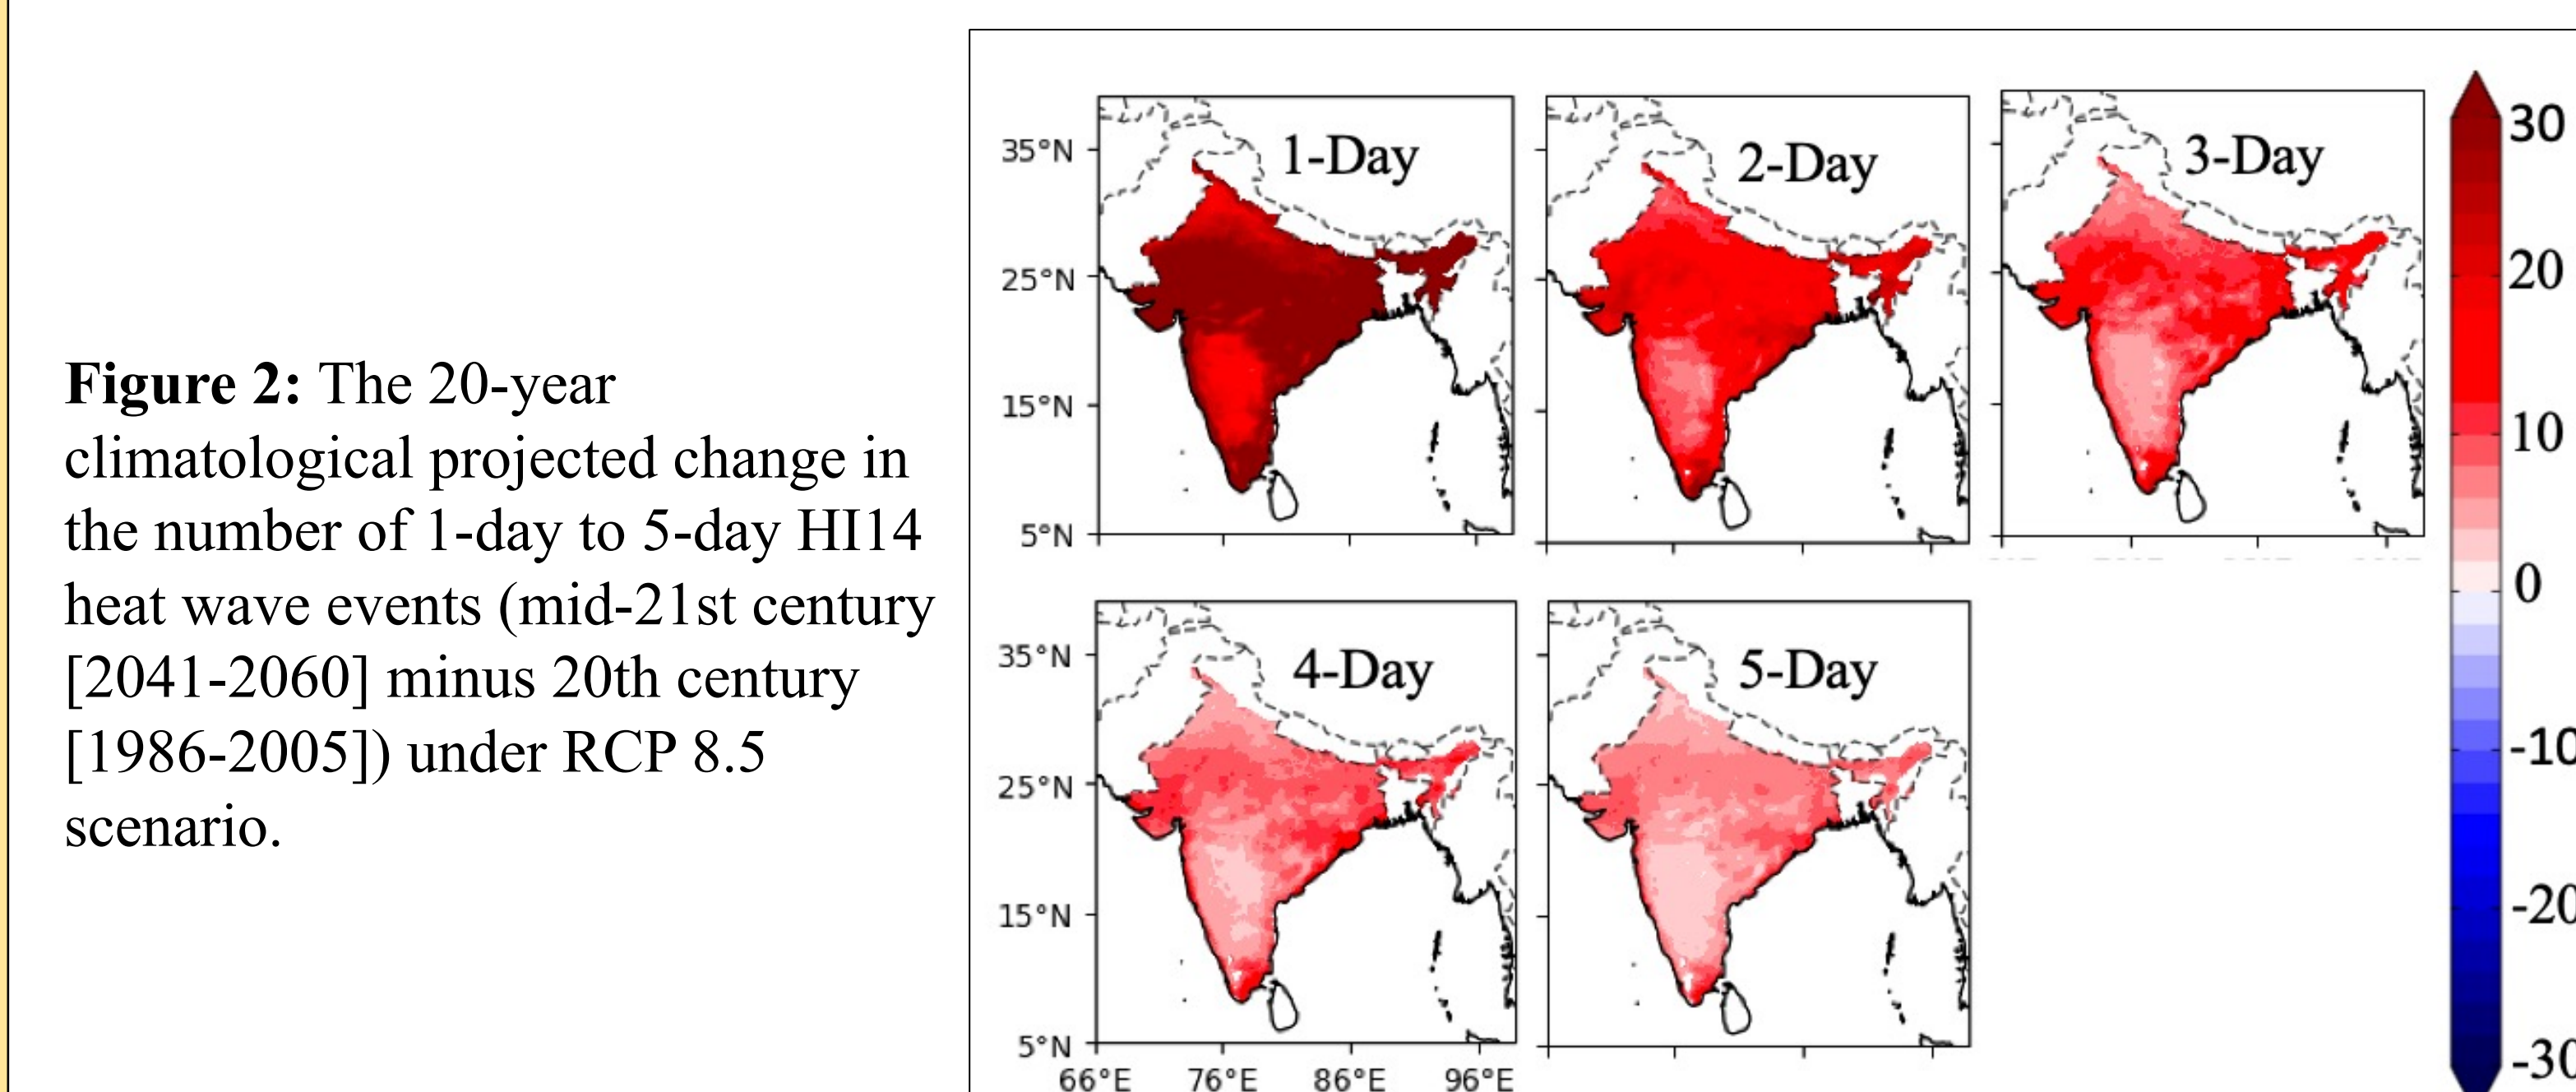 Figure 2: The 20-year
climatological projected change in
the number of 1-day to 5-day HI14
heat wave events (mid-21st century
[2041-2060] minus 20th century
[1986-2005]) under RCP 8.5
scenario.
1-Day
2-Day
3-Day
35°N
25°N
15°N
5°N
4-Day
5-Day
35°N
25°N
15°N
5°N
66°E 76°E 86°E 96°E
30
20
10
0
-10
-20
-30